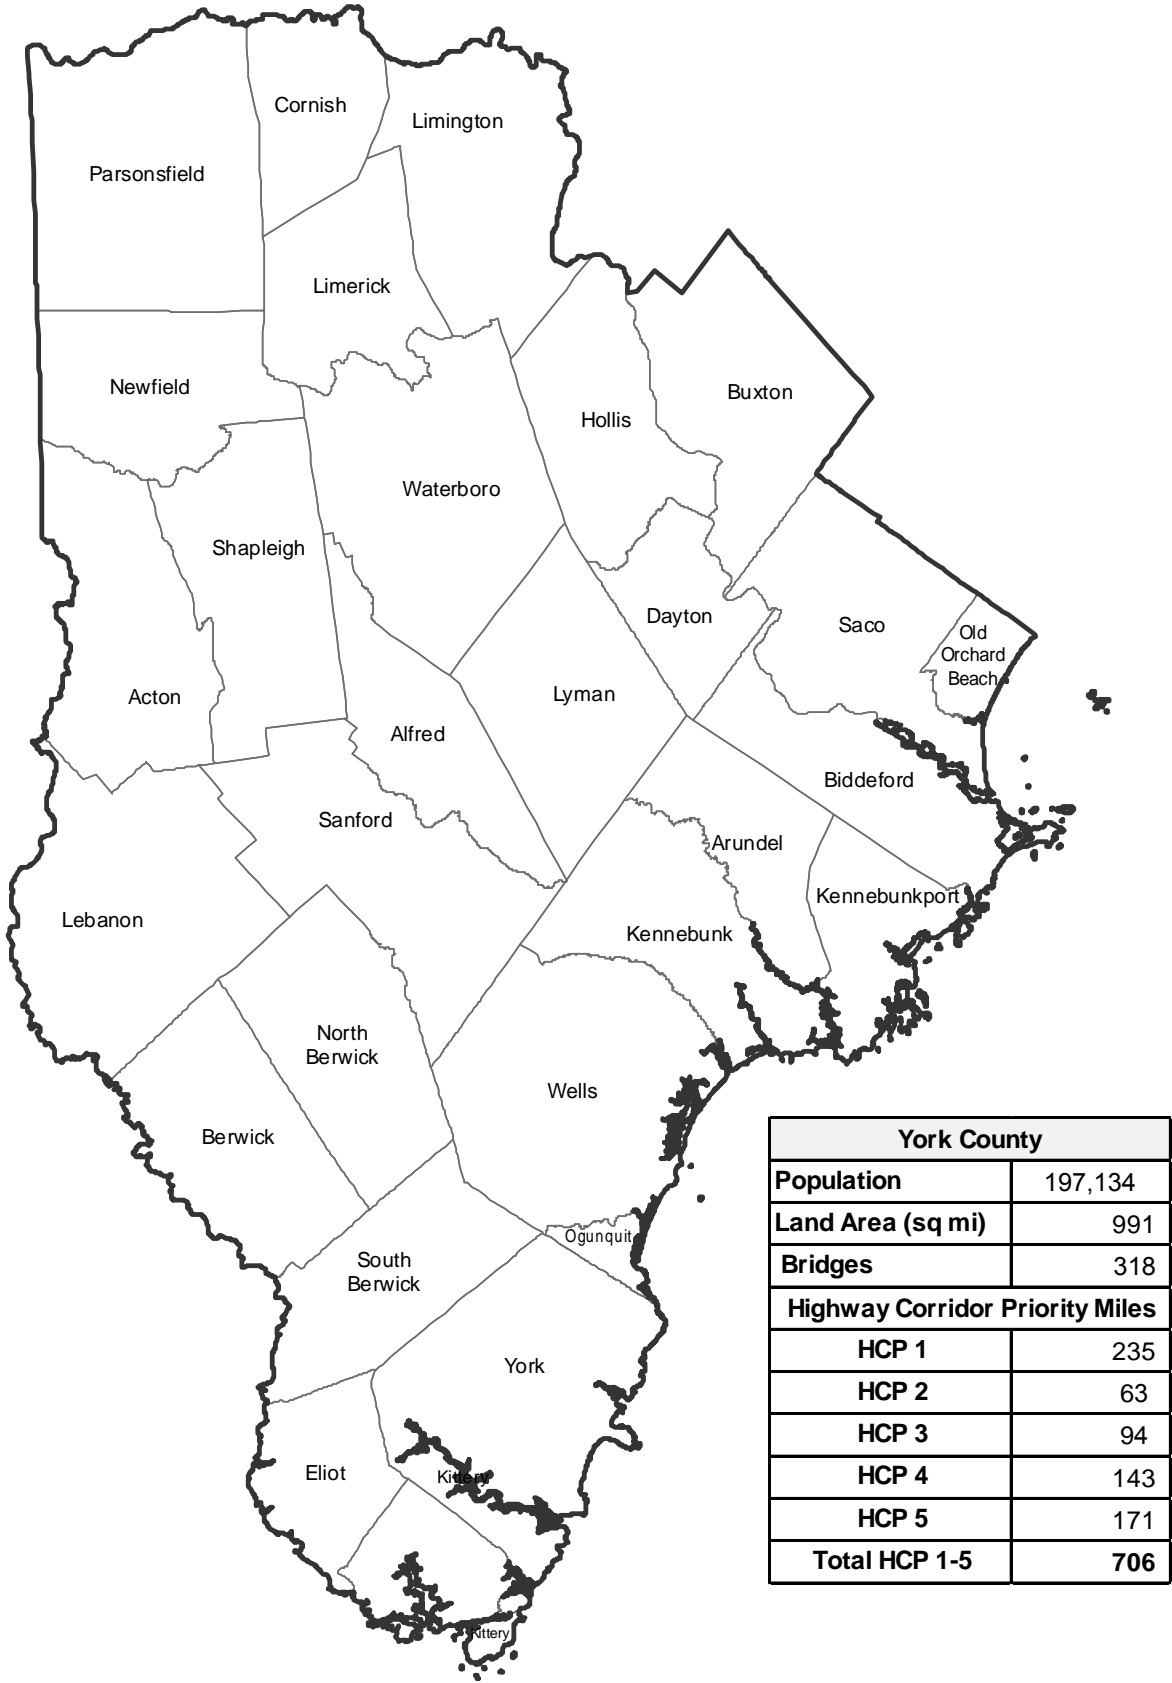 Cornish
Limington
Parsonsfield
Limerick
Newfield
Buxton
Hollis
Waterboro
Shapleigh
Dayton
Saco
Old
Orchard
Beach
Acton
Lyman
Alfred
Biddeford
Sanford
Arundel
Kennebunkport
Lebanon
Kennebunk
North
Berwick
Wells
Berwick
Ogunquit
South
Berwick
York
Eliot
Kittery
Kittery
York County
Population 197,134
Land Area (sq mi) 991
Bridges 318
Highway Corridor Priority Miles
HCP 1 235
HCP 2 63
HCP 3 94
HCP 4 143
HCP 5 171
Total HCP 1-5 706